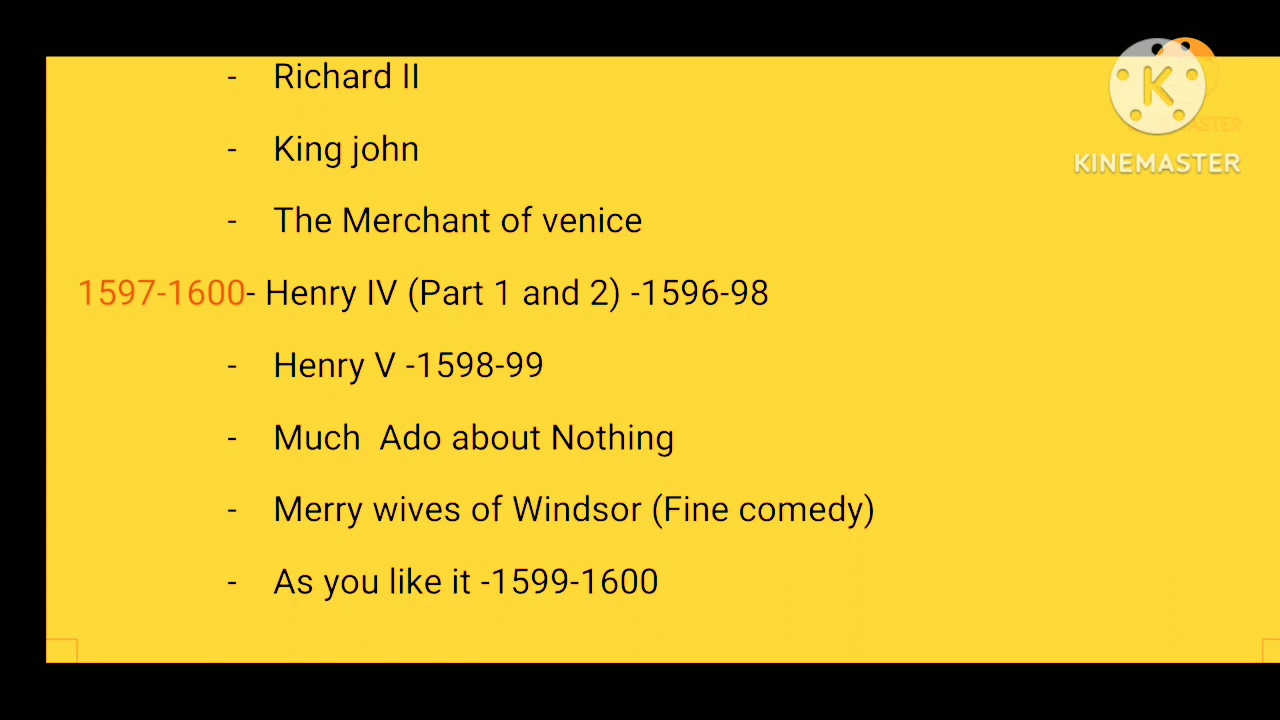 - Richard II
- King john
- The Merchant of venice
1597-1600- Henry IV (Part 1 and 2) -1596-98
- Henry V -1598-99
- Much  Ado about Nothing
- Merry wives of Windsor (Fine comedy)
- As you like it -1599-1600
K
KINEMASTER